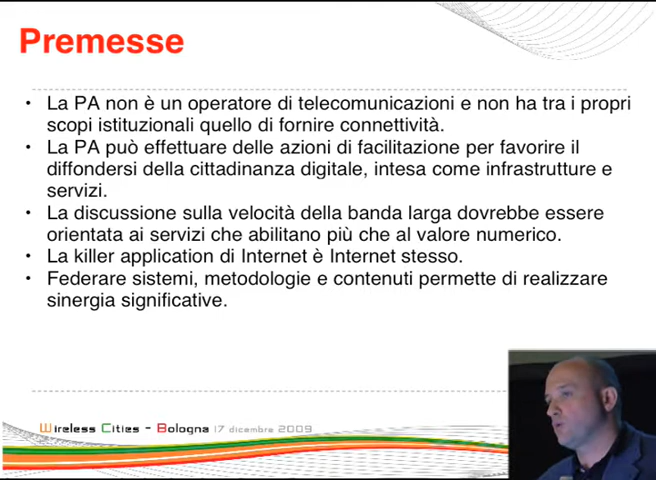 Premesse
• La PA non è un operatore di telecomunicazioni e non ha tra i propri
scopi istituzionali quello di fornire connettività.
• La PA può effettuare delle azioni di facilitazione per favorire il
diffondersi della cittadinanza digitale, intesa come infrastrutture e
servizi.
• La discussione sulla velocità della banda larga dovrebbe essere
orientata ai servizi che abilitano più che al valore numerico.
• La killer application di Internet è Internet stesso.
• Federare sistemi, metodologie e contenuti permette di realizzare
sinergia significative.
Wireless Cities - Bologna 17 dicembre 2009